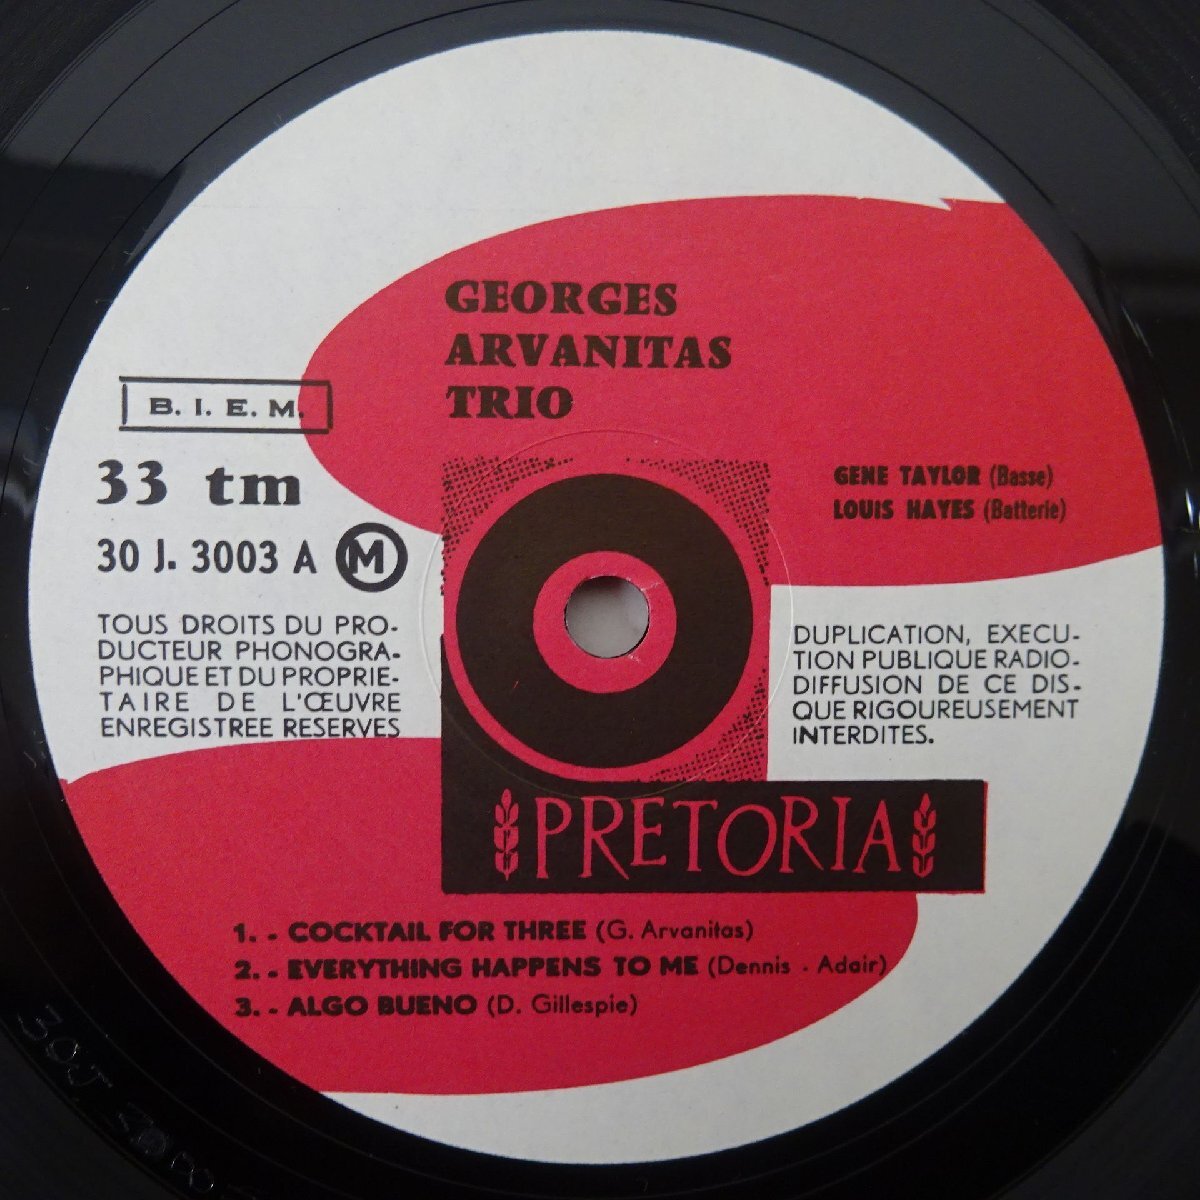 GEORGES
ARVANITAS
TRIO
B. I. E. M.
33 tm
30 J. 3003 A M
GENE TAYLOR (Basse)
LOUIS HAYES (Batterie)
TOUS DROITS DU PRO-
DUCTEUR PHONOGRA-
PHIQUE ET DU PROPRIE-
TAIRE DE L'ŒUVRE
ENREGISTREE RESERVES
DUPLICATION, EXECU-
TION PUBLIQUE RADIO-
DIFFUSION DE CE DIS-
QUE RIGOUREUSEMENT
INTERDITES.
PRETORIA
1. - COCKTAIL FOR THREE (G. Arvanitas)
2. - EVERYTHING HAPPENS TO ME (Dennis - Adair)
3. - ALGO BUENO (D. Gillespie)
30J